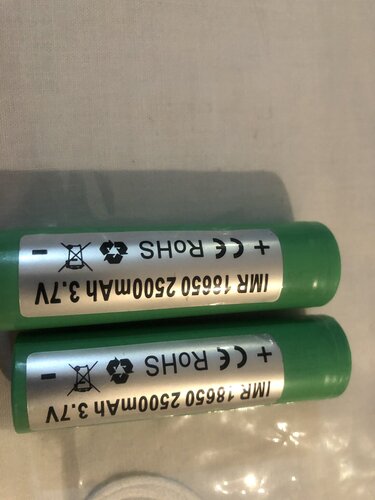 IMR 18650 2500mAh 3.7V
+ CE RoHS -
IMR 18650 2500mAh 3.7V
+ CE RoHS -